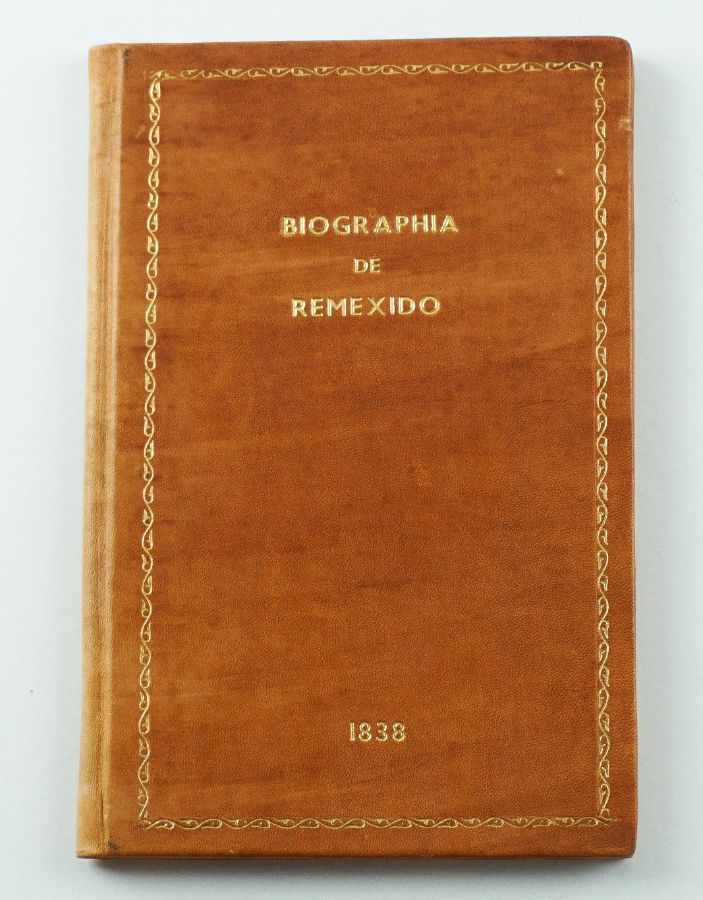 BIOGRAPHIA
DE
REMEXIDO
1838